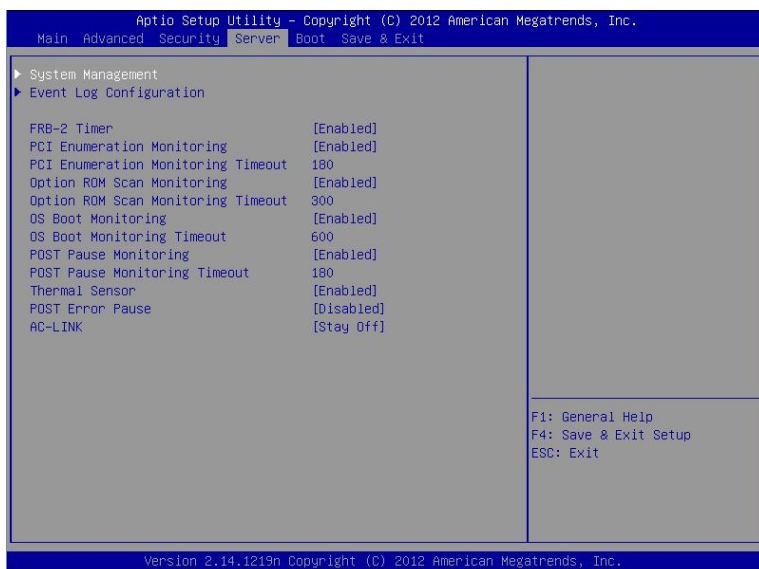 Aptio Setup Utility – Copyright (C) 2012 American Megatrends, Inc.
Main Advanced Security Server Boot Save & Exit
System Management
Event Log Configuration
FRB-2 Timer [Enabled]
PCI Enumeration Monitoring [Enabled]
PCI Enumeration Monitoring Timeout 180
Option ROM Scan Monitoring [Enabled]
Option ROM Scan Monitoring Timeout 300
OS Boot Monitoring [Enabled]
OS Boot Monitoring Timeout 600
POST Pause Monitoring [Enabled]
POST Pause Monitoring Timeout 180
Thermal Sensor [Enabled]
POST Error Pause [Disabled]
AC-LINK [Stay Off]
F1: General Help
F4: Save & Exit Setup
ESC: Exit
Version 2.14.1219n Copyright (C) 2012 American Megatrends, Inc.